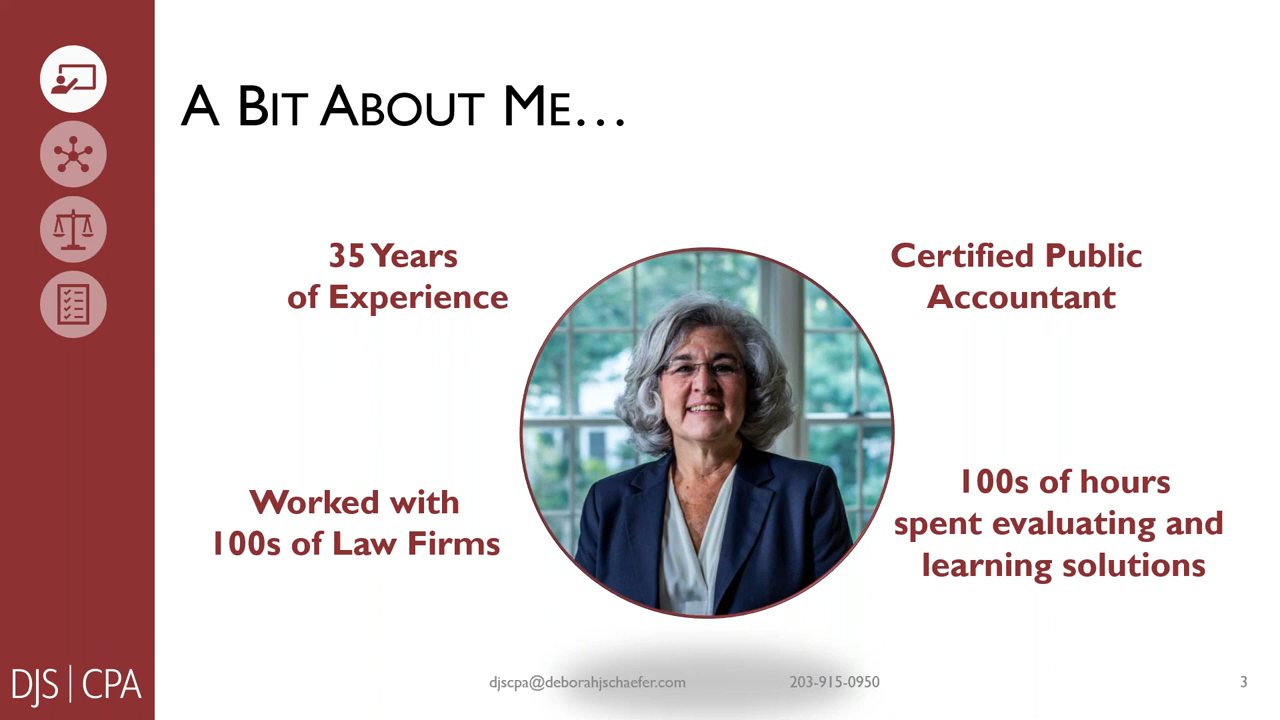 A BIT ABOUT ME…
35 Years
of Experience
Certified Public
Accountant
Worked with
100s of Law Firms
100s of hours
spent evaluating and
learning solutions
DJS | CPA
djscpa@deborahjschaefer.com
203-915-0950
3